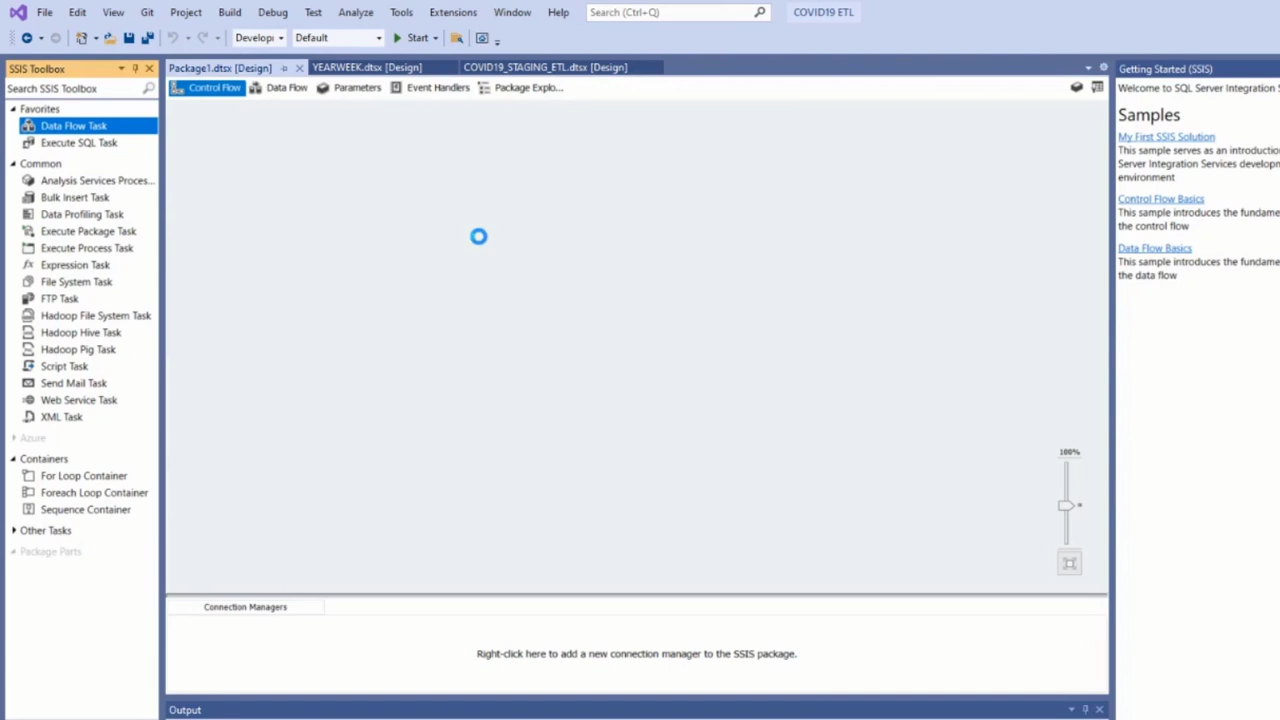 File Edit View Git Project Build Debug Test Analyze Tools Extensions Window Help Search (Ctrl+Q) COVID19 ETL
Develop Default Start
SSIS Toolbox
Package1.dtsx [Design] YEARWEEK.dtsx [Design] COVID19_STAGING_ETL.dtsx [Design]
Getting Started (SSIS)
Search SSIS Toolbox
Control Flow Data Flow Parameters Event Handlers Package Explo...
Favorites
Data Flow Task
Execute SQL Task
Common
Analysis Services Proces...
Bulk Insert Task
Data Profiling Task
Execute Package Task
Execute Process Task
fx Expression Task
File System Task
FTP Task
Hadoop File System Task
Hadoop Hive Task
Hadoop Pig Task
Script Task
Send Mail Task
Web Service Task
XML Task
Azure
Containers
For Loop Container
Foreach Loop Container
Sequence Container
Other Tasks
Package Parts
100%
Connection Managers
Right-click here to add a new connection manager to the SSIS package.
Output
Welcome to SQL Server Integration S
Samples
My First SSIS Solution
This sample serves as an introductio
Server Integration Services develop
environment
Control Flow Basics
This sample introduces the fundame
the control flow
Data Flow Basics
This sample introduces the fundame
the data flow